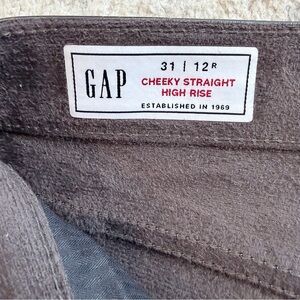 GAP
31 | 12R
CHEEKY STRAIGHT
HIGH RISE
ESTABLISHED IN 1969